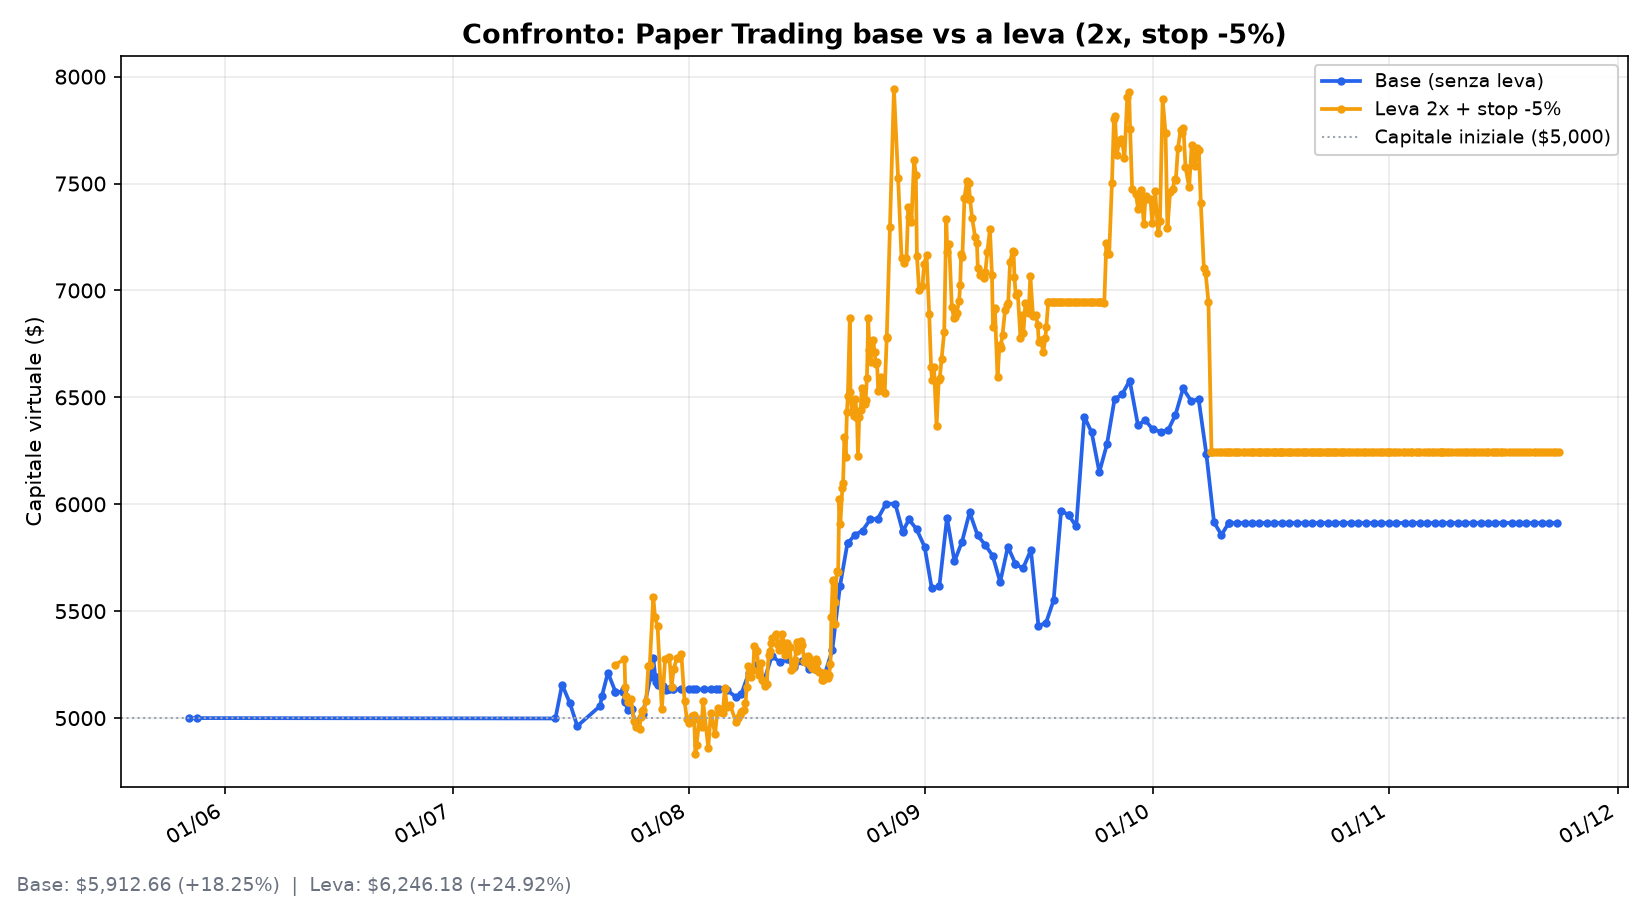 Confronto: Paper Trading base vs a leva (2x, stop -5%)
Base (senza leva)
Leva 2x + stop -5%
Capitale iniziale ($5,000)
Capitale virtuale ($)
8000
7500
7000
6500
6000
5500
5000
01/06
01/07
01/08
01/09
01/10
01/11
01/12
Base: $5,912.66 (+18.25%) | Leva: $6,246.18 (+24.92%)